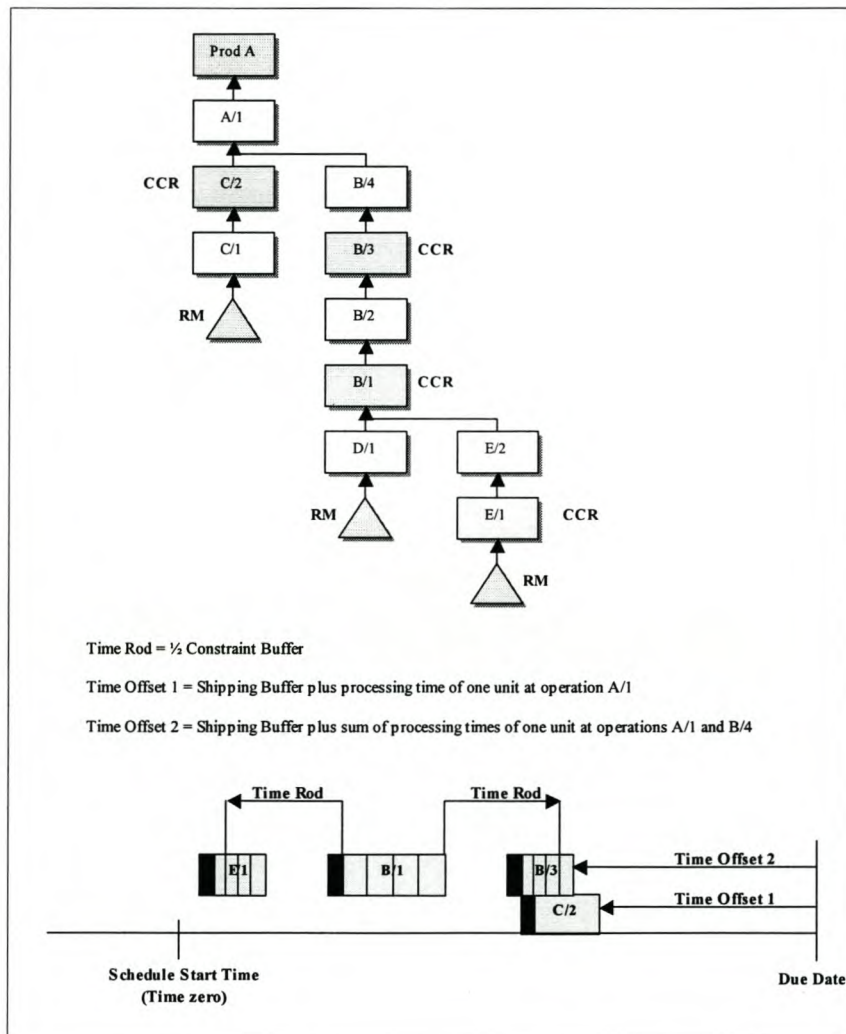 Prod A
A/1
CCR C/2 B/4
C/1 B/3 CCR
RM B/2
B/1 CCR
D/1 E/2
RM E/1 CCR
RM
Time Rod = ½ Constraint Buffer
Time Offset 1 = Shipping Buffer plus processing time of one unit at operation A/1
Time Offset 2 = Shipping Buffer plus sum of processing times of one unit at operations A/1 and B/4
Time Rod Time Rod
E/1 B/1 B/3 Time Offset 2
C/2 Time Offset 1
Schedule Start Time Due Date
(Time zero)